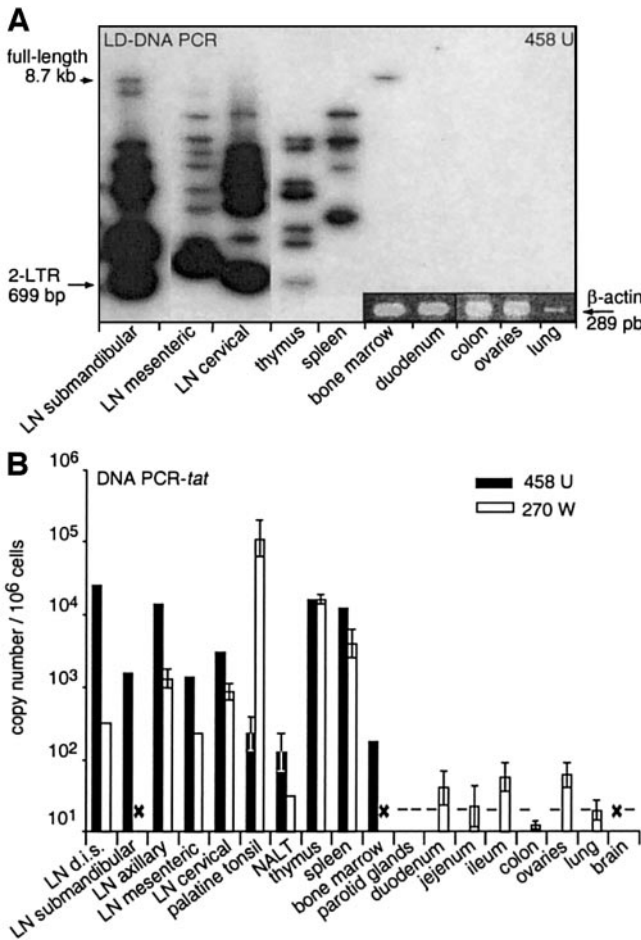 A
LD-DNA PCR 458 U
full-length
8.7 kb
2-LTR
699 bp
β-actin
289 pb
LN submandibular
LN mesenteric
LN cervical
thymus
spleen
bone marrow
duodenum
colon
ovaries
lung
B
DNA PCR-tat
458 U
270 W
copy number / 10⁶ cells
10⁶
10⁵
10⁴
10³
10²
10¹
LN d.i.s.
LN submandibular
LN axillary
LN mesenteric
LN cervical
palatine tonsil
NALT
thymus
spleen
bone marrow
parotid glands
duodenum
jejenum
ileum
colon
ovaries
lung
brain